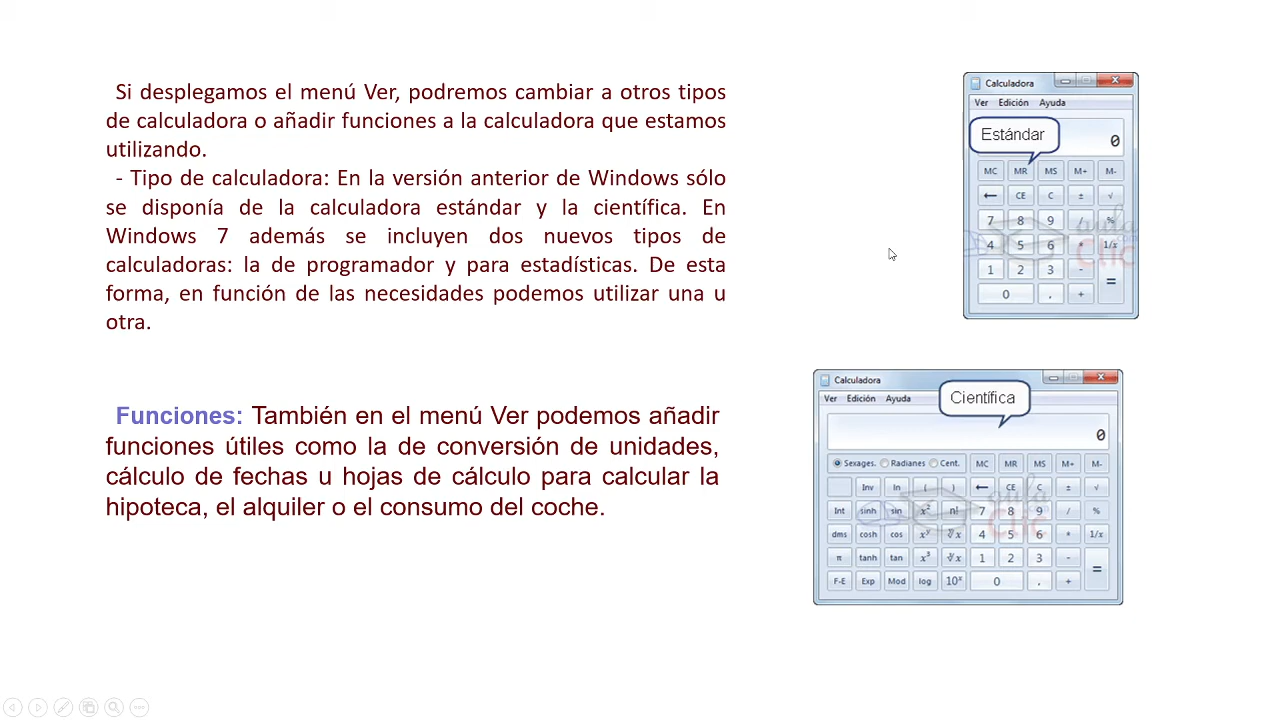 Si desplegamos el menú Ver, podremos cambiar a otros tipos
de calculadora o añadir funciones a la calculadora que estamos
utilizando.
- Tipo de calculadora: En la versión anterior de Windows sólo
se disponía de la calculadora estándar y la científica. En
Windows 7 además se incluyen dos nuevos tipos de
calculadoras: la de programador y para estadísticas. De esta
forma, en función de las necesidades podemos utilizar una u
otra.
Funciones: También en el menú Ver podemos añadir
funciones útiles como la de conversión de unidades,
cálculo de fechas u hojas de cálculo para calcular la
hipoteca, el alquiler o el consumo del coche.
Calculadora
Ver Edición Ayuda
Estándar
0
MC MR MS M+ M-
← CE C ± √
7 8 9 / %
4 5 6 * 1/x
1 2 3 - =
0 , +
aula Clic
Calculadora
Ver Edición Ayuda
Científica
0
Sexages. Radianes Cent. MC MR MS M+ M-
Inv ln ( ) ← CE C ± √
Int sinh sin x² n! 7 8 9 / %
dms cosh cos xʸ ʸ√x 4 5 6 * 1/x
π tanh tan x³ ³√x 1 2 3 - =
F-E Exp Mod log 10ˣ 0 , +
aula Clic